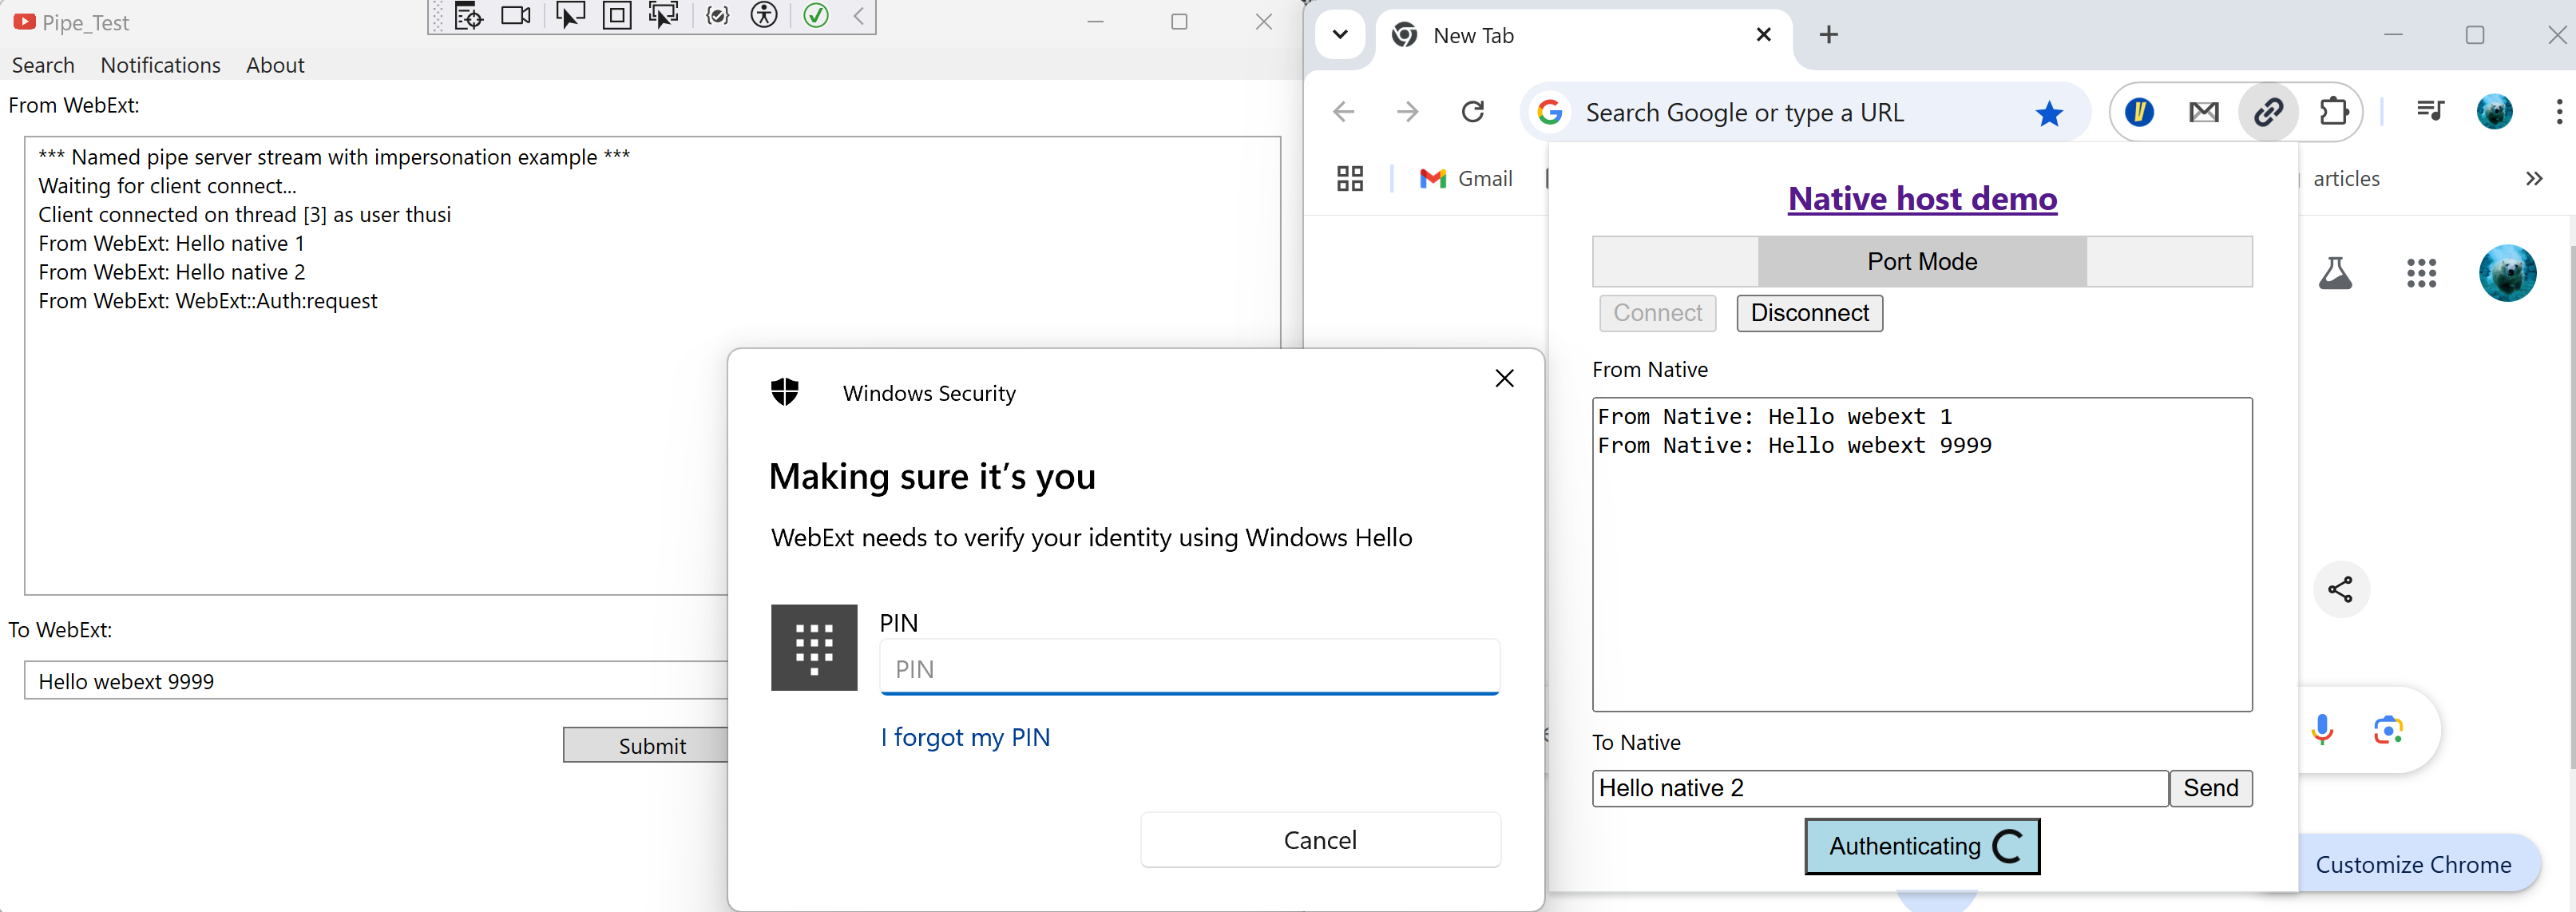 Pipe_Test
Search Notifications About
From WebExt:
*** Named pipe server stream with impersonation example ***
Waiting for client connect...
Client connected on thread [3] as user thusi
From WebExt: Hello native 1
From WebExt: Hello native 2
From WebExt: WebExt::Auth:request
To WebExt:
Hello webext 9999
Submit
Windows Security
Making sure it’s you
WebExt needs to verify your identity using Windows Hello
PIN
PIN
I forgot my PIN
Cancel
New Tab
Search Google or type a URL
Gmail
articles
Native host demo
Port Mode
Connect Disconnect
From Native
From Native: Hello webext 1
From Native: Hello webext 9999
To Native
Hello native 2 Send
Authenticating
Customize Chrome